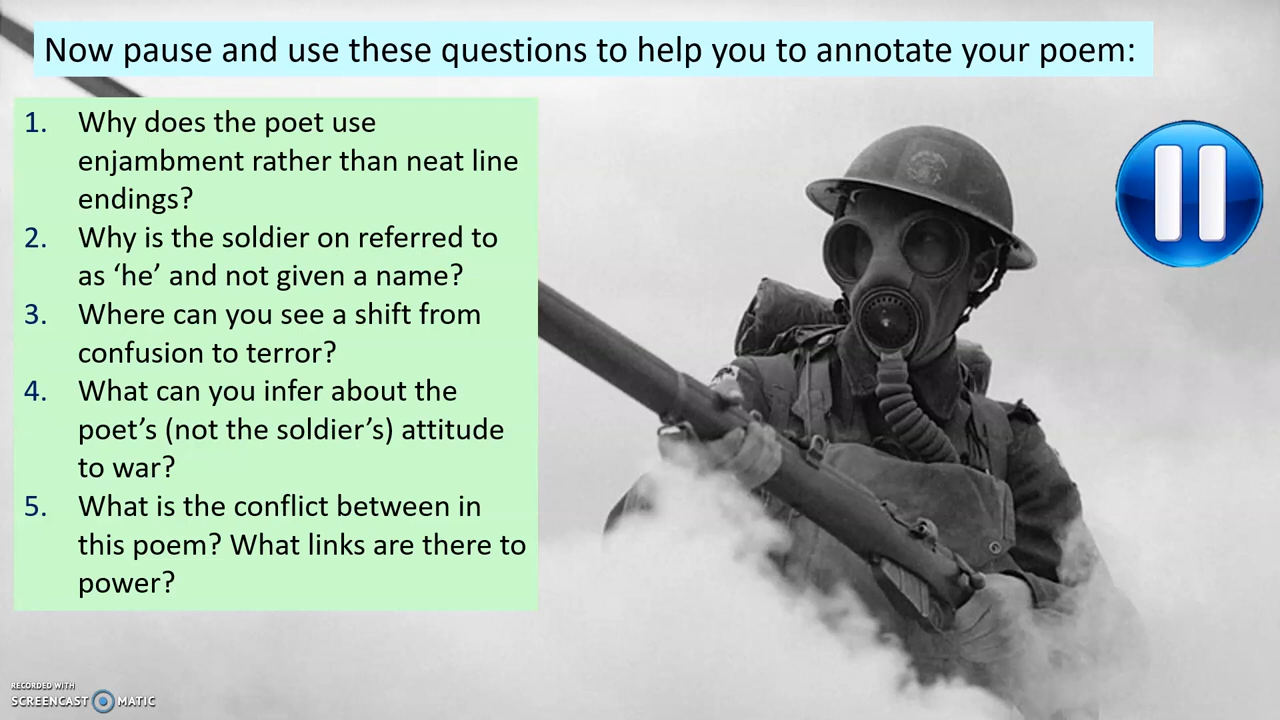 Now pause and use these questions to help you to annotate your poem:
1. Why does the poet use
enjambment rather than neat line
endings?
2. Why is the soldier on referred to
as ‘he’ and not given a name?
3. Where can you see a shift from
confusion to terror?
4. What can you infer about the
poet’s (not the soldier’s) attitude
to war?
5. What is the conflict between in
this poem? What links are there to
power?
RECORDED WITH
SCREENCAST MATIC